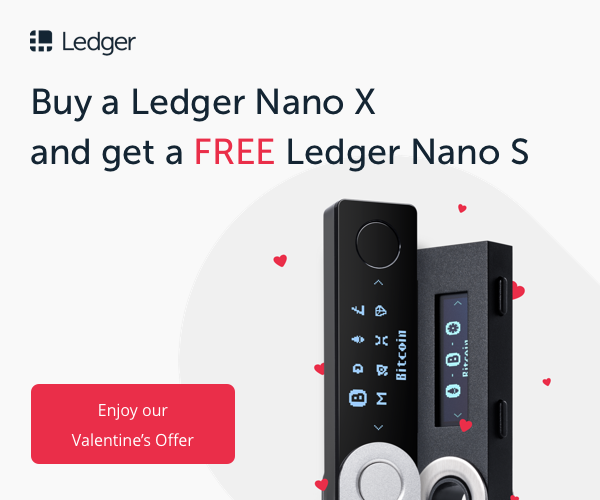 Ledger
Buy a Ledger Nano X
and get a FREE Ledger Nano S
Bitcoin
Bitcoin
Enjoy our
Valentine's Offer